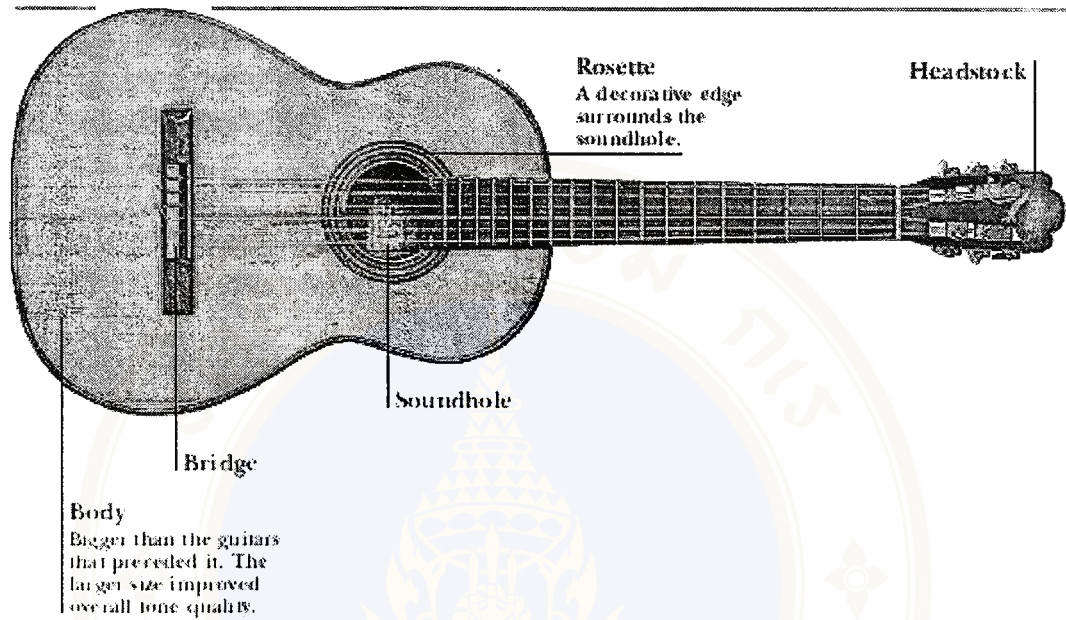 Rosette
A decorative edge
surrounds the
soundhole.
Headstock
Soundhole
Bridge
Body
Bigger than the guitars
that preceded it. The
larger size improved
overall tone quality.